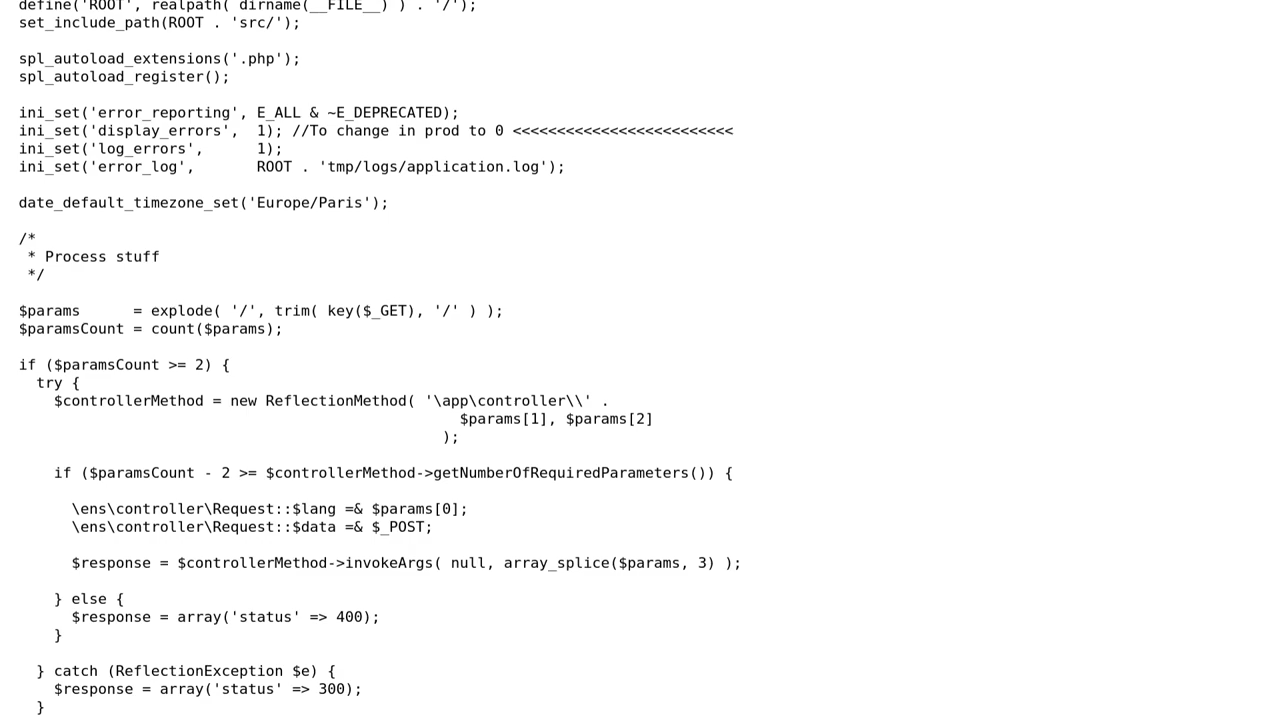 define('ROOT', realpath( dirname(__FILE__) ) . '/');
set_include_path(ROOT . 'src/');

spl_autoload_extensions('.php');
spl_autoload_register();

ini_set('error_reporting', E_ALL & ~E_DEPRECATED);
ini_set('display_errors',  1); //To change in prod to 0 <<<<<<<<<<<<<<<<<<<<<<<<<
ini_set('log_errors',      1);
ini_set('error_log',       ROOT . 'tmp/logs/application.log');

date_default_timezone_set('Europe/Paris');

/*
 * Process stuff
 */

$params      = explode( '/', trim( key($_GET), '/' ) );
$paramsCount = count($params);

if ($paramsCount >= 2) {
  try {
    $controllerMethod = new ReflectionMethod( '\app\controller\\' .
                                                  $params[1], $params[2]
                                                );

    if ($paramsCount - 2 >= $controllerMethod->getNumberOfRequiredParameters()) {

      \ens\controller\Request::$lang =& $params[0];
      \ens\controller\Request::$data =& $_POST;

      $response = $controllerMethod->invokeArgs( null, array_splice($params, 3) );

    } else {
      $response = array('status' => 400);
    }

  } catch (ReflectionException $e) {
    $response = array('status' => 300);
  }